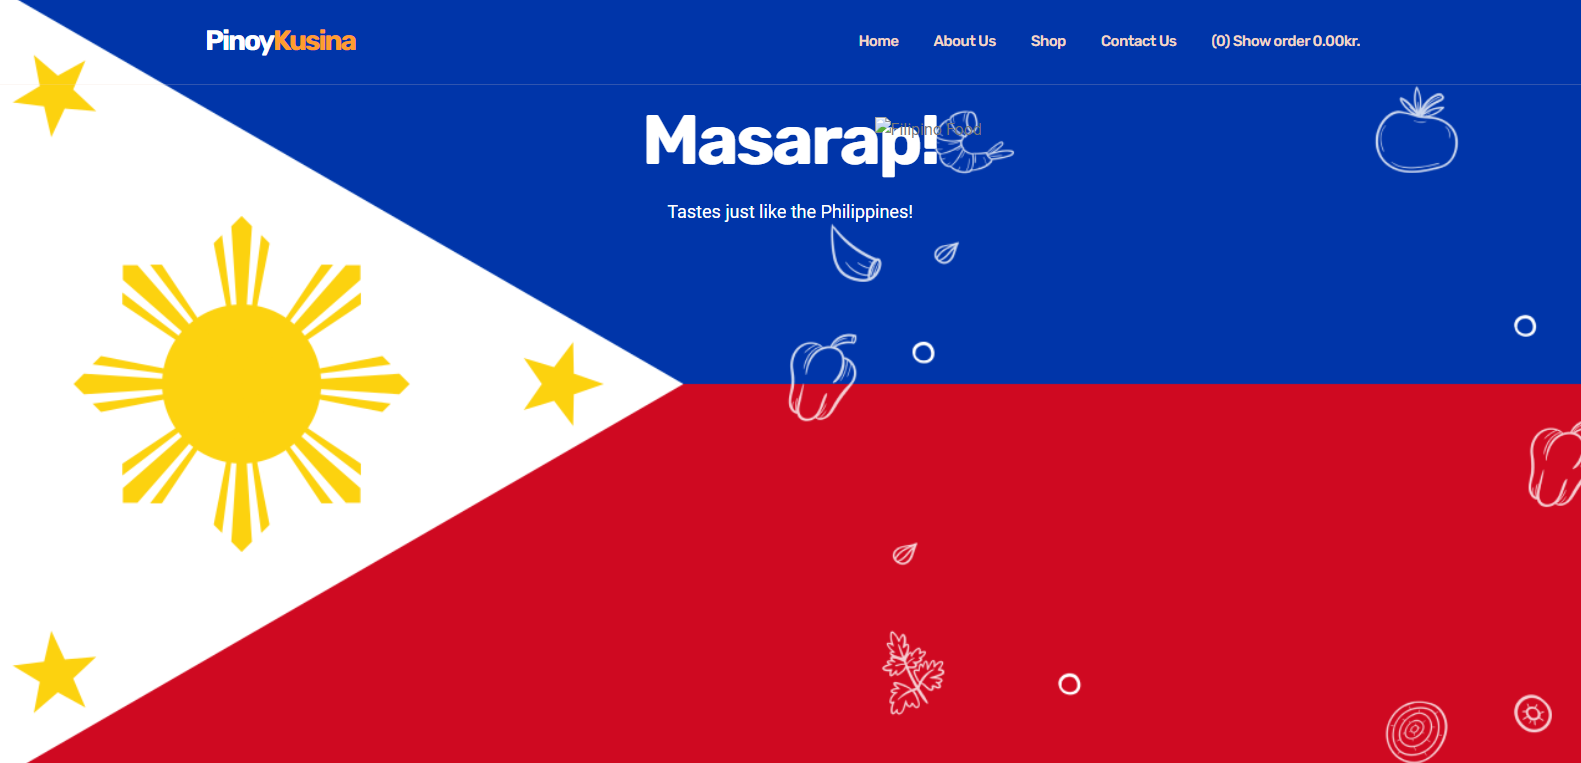 PinoyKusina
Home About Us Shop Contact Us (0) Show order 0.00kr.
Masarap!
Filipino Food
Tastes just like the Philippines!